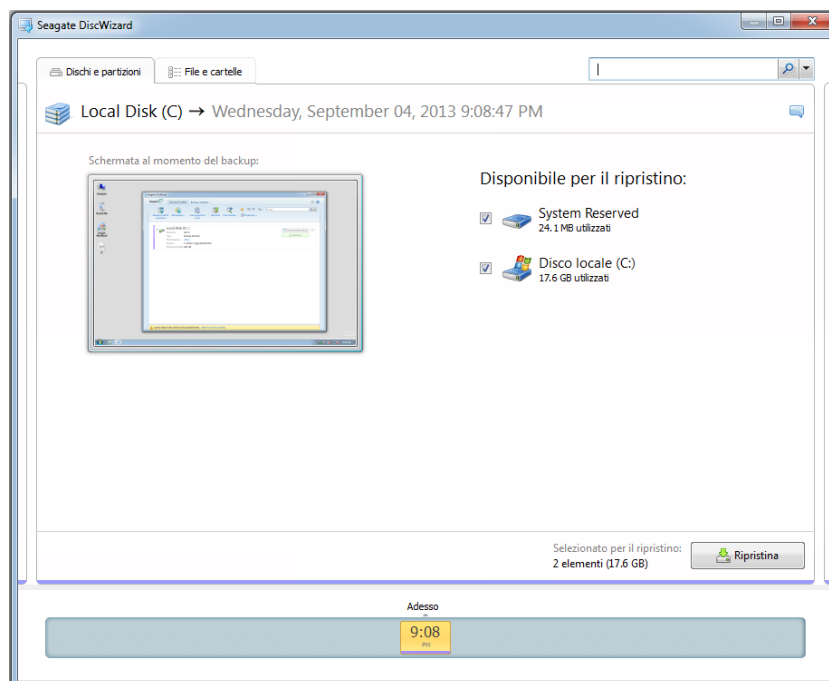 Seagate DiscWizard
Dischi e partizioni
File e cartelle
Local Disk (C) → Wednesday, September 04, 2013 9:08:47 PM
Schermata al momento del backup:
Disponibile per il ripristino:
System Reserved
24.1 MB utilizzati
Disco locale (C:)
17.6 GB utilizzati
Selezionato per il ripristino:
2 elementi (17.6 GB)
Ripristina
Adesso
9:08
PM